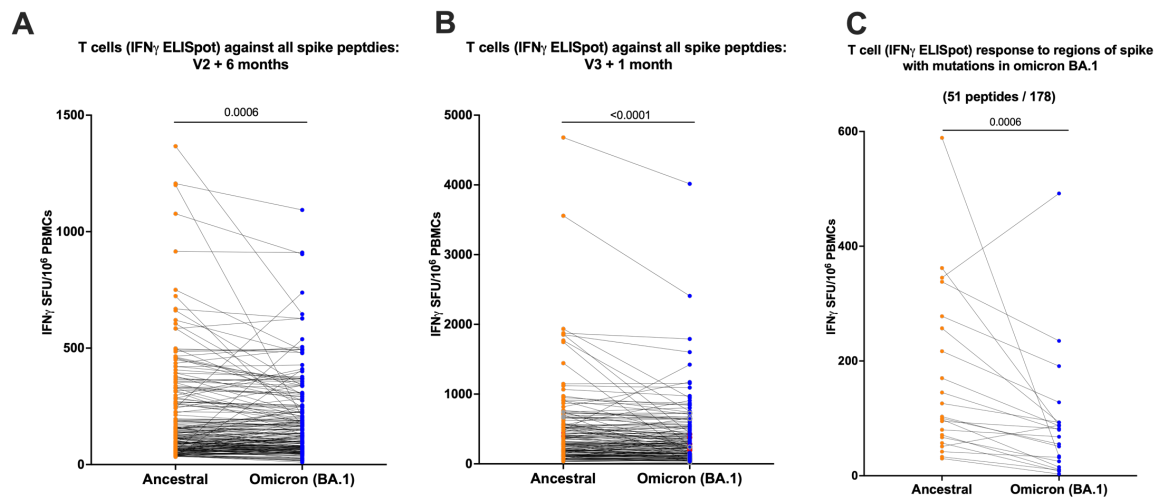 A
T cells (IFNγ ELISpot) against all spike peptdies:
V2 + 6 months
0.0006
1500
1000
500
0
IFNγ SFU/10⁶ PBMCs
Ancestral
Omicron (BA.1)
B
T cells (IFNγ ELISpot) against all spike peptdies:
V3 + 1 month
<0.0001
5000
4000
3000
2000
1000
0
IFNγ SFU/10⁶ PBMCs
Ancestral
Omicron (BA.1)
C
T cell (IFNγ ELISpot) response to regions of spike
with mutations in omicron BA.1
(51 peptides / 178)
0.0006
600
400
200
0
IFNγ SFU/10⁶ PBMCs
Ancestral
Omicron (BA.1)